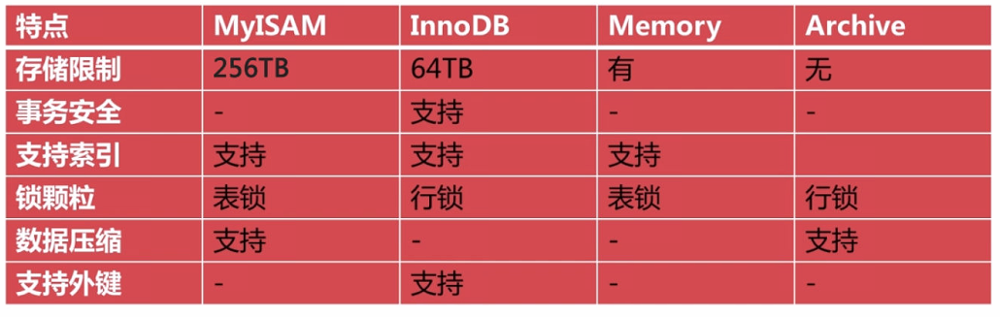 特点 MyISAM InnoDB Memory Archive
存储限制 256TB 64TB 有 无
事务安全 - 支持 - -
支持索引 支持 支持 支持
锁颗粒 表锁 行锁 表锁 行锁
数据压缩 支持 - - 支持
支持外键 - 支持 - -